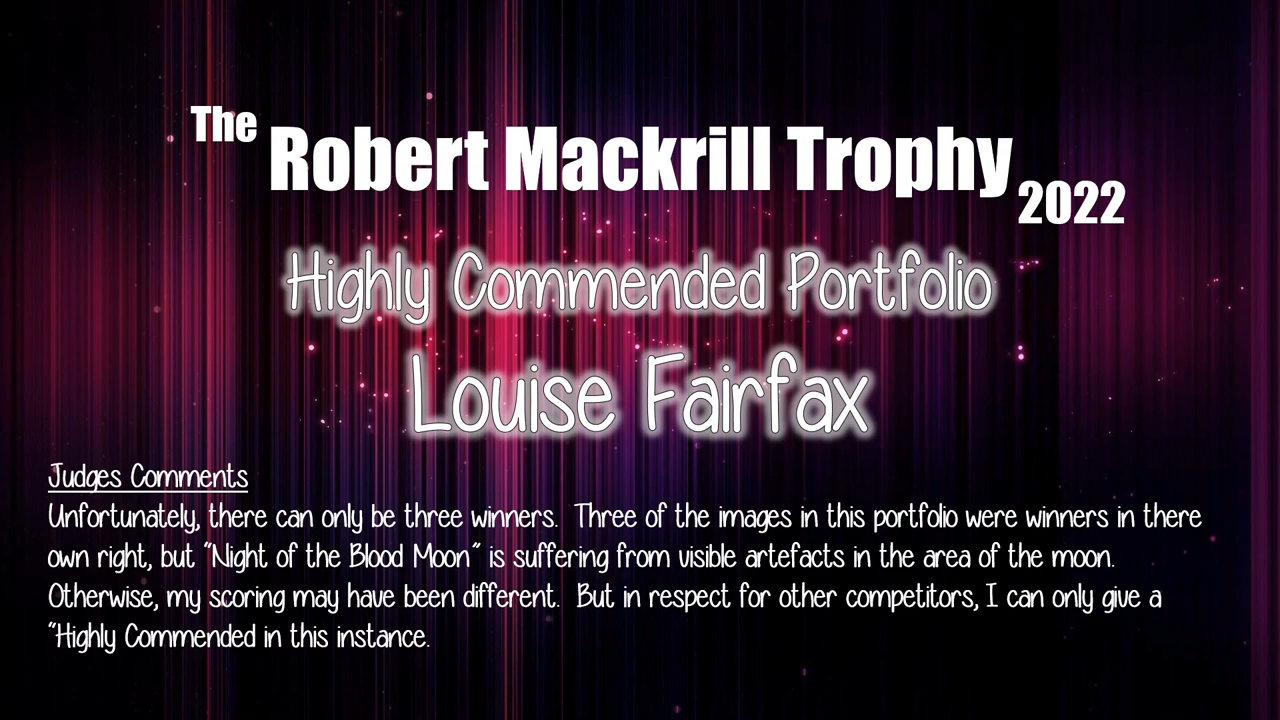 The Robert Mackrill Trophy 2022
Highly Commended Portfolio
Louise Fairfax
Judges Comments
Unfortunately, there can only be three winners.  Three of the images in this portfolio were winners in there
own right, but "Night of the Blood Moon" is suffering from visible artefacts in the area of the moon.
Otherwise, my scoring may have been different.  But in respect for other competitors, I can only give a
"Highly Commended in this instance.